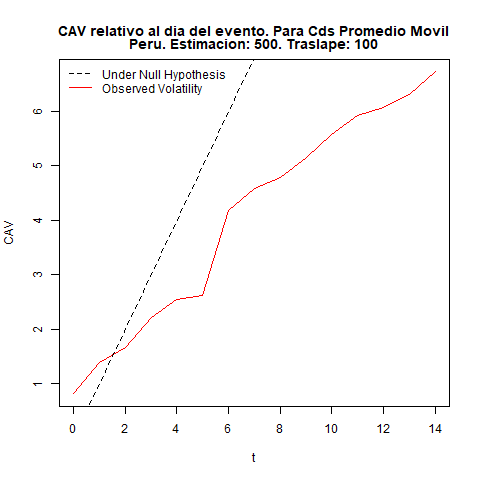 CAV relativo al dia del evento. Para Cds Promedio Movil
Peru. Estimacion: 500. Traslape: 100
Under Null Hypothesis
Observed Volatility
CAV
6
5
4
3
2
1
0 2 4 6 8 10 12 14
t